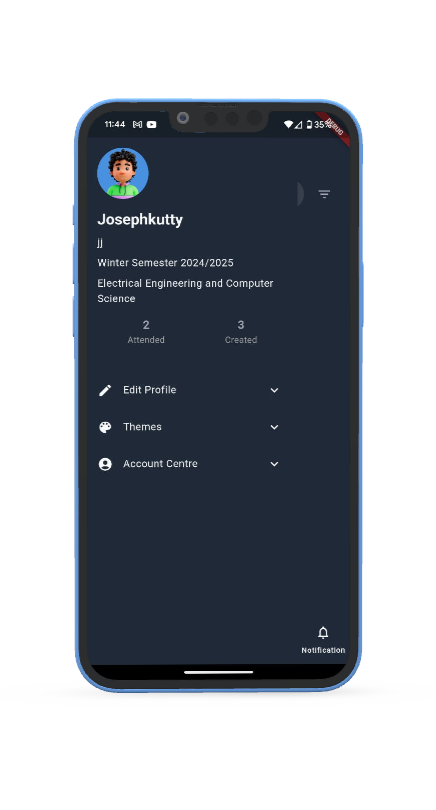 11:44
35%
DEBUG
Josephkutty
jj
Winter Semester 2024/2025
Electrical Engineering and Computer
Science
2
3
Attended
Created
Edit Profile
Themes
Account Centre
Notification